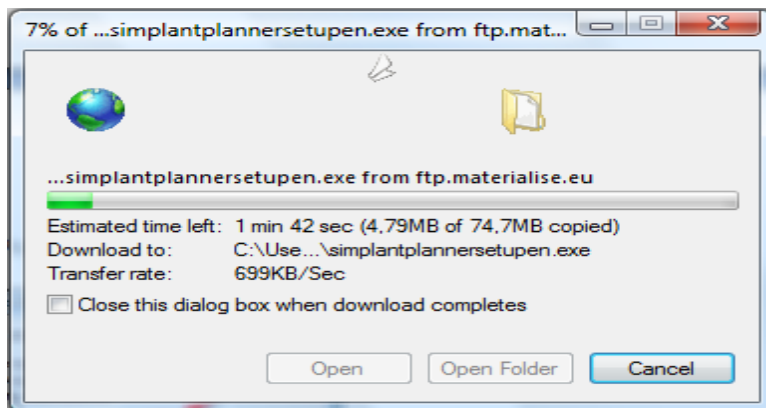 7% of ...simplantplannersetupen.exe from ftp.mat...
...simplantplannersetupen.exe from ftp.materialise.eu
Estimated time left: 1 min 42 sec (4,79MB of 74,7MB copied)
Download to: C:\Use...\simplantplannersetupen.exe
Transfer rate: 699KB/Sec
Close this dialog box when download completes
Open Open Folder Cancel